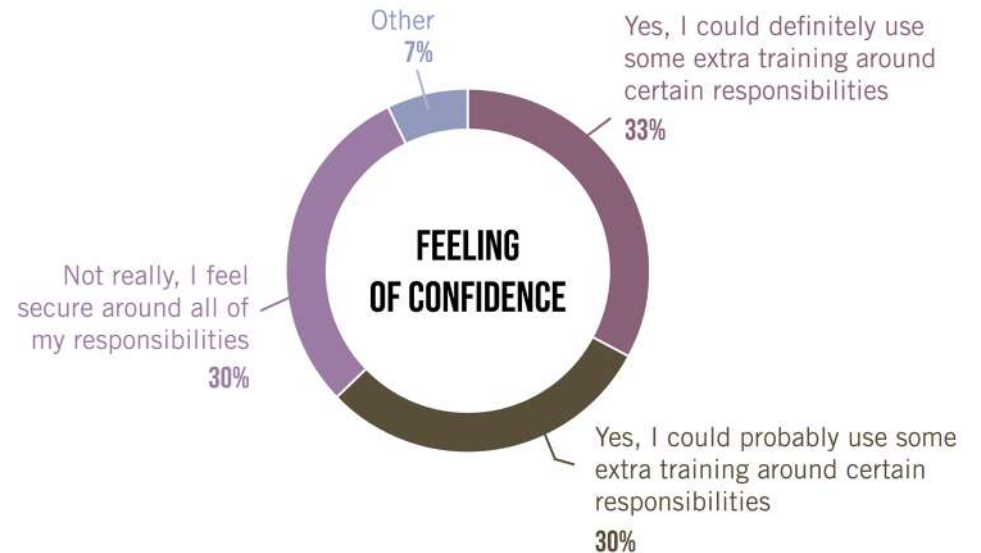 Other
7%
Yes, I could definitely use
some extra training around
certain responsibilities
33%
FEELING
OF CONFIDENCE
Not really, I feel
secure around all of
my responsibilities
30%
Yes, I could probably use some
extra training around certain
responsibilities
30%